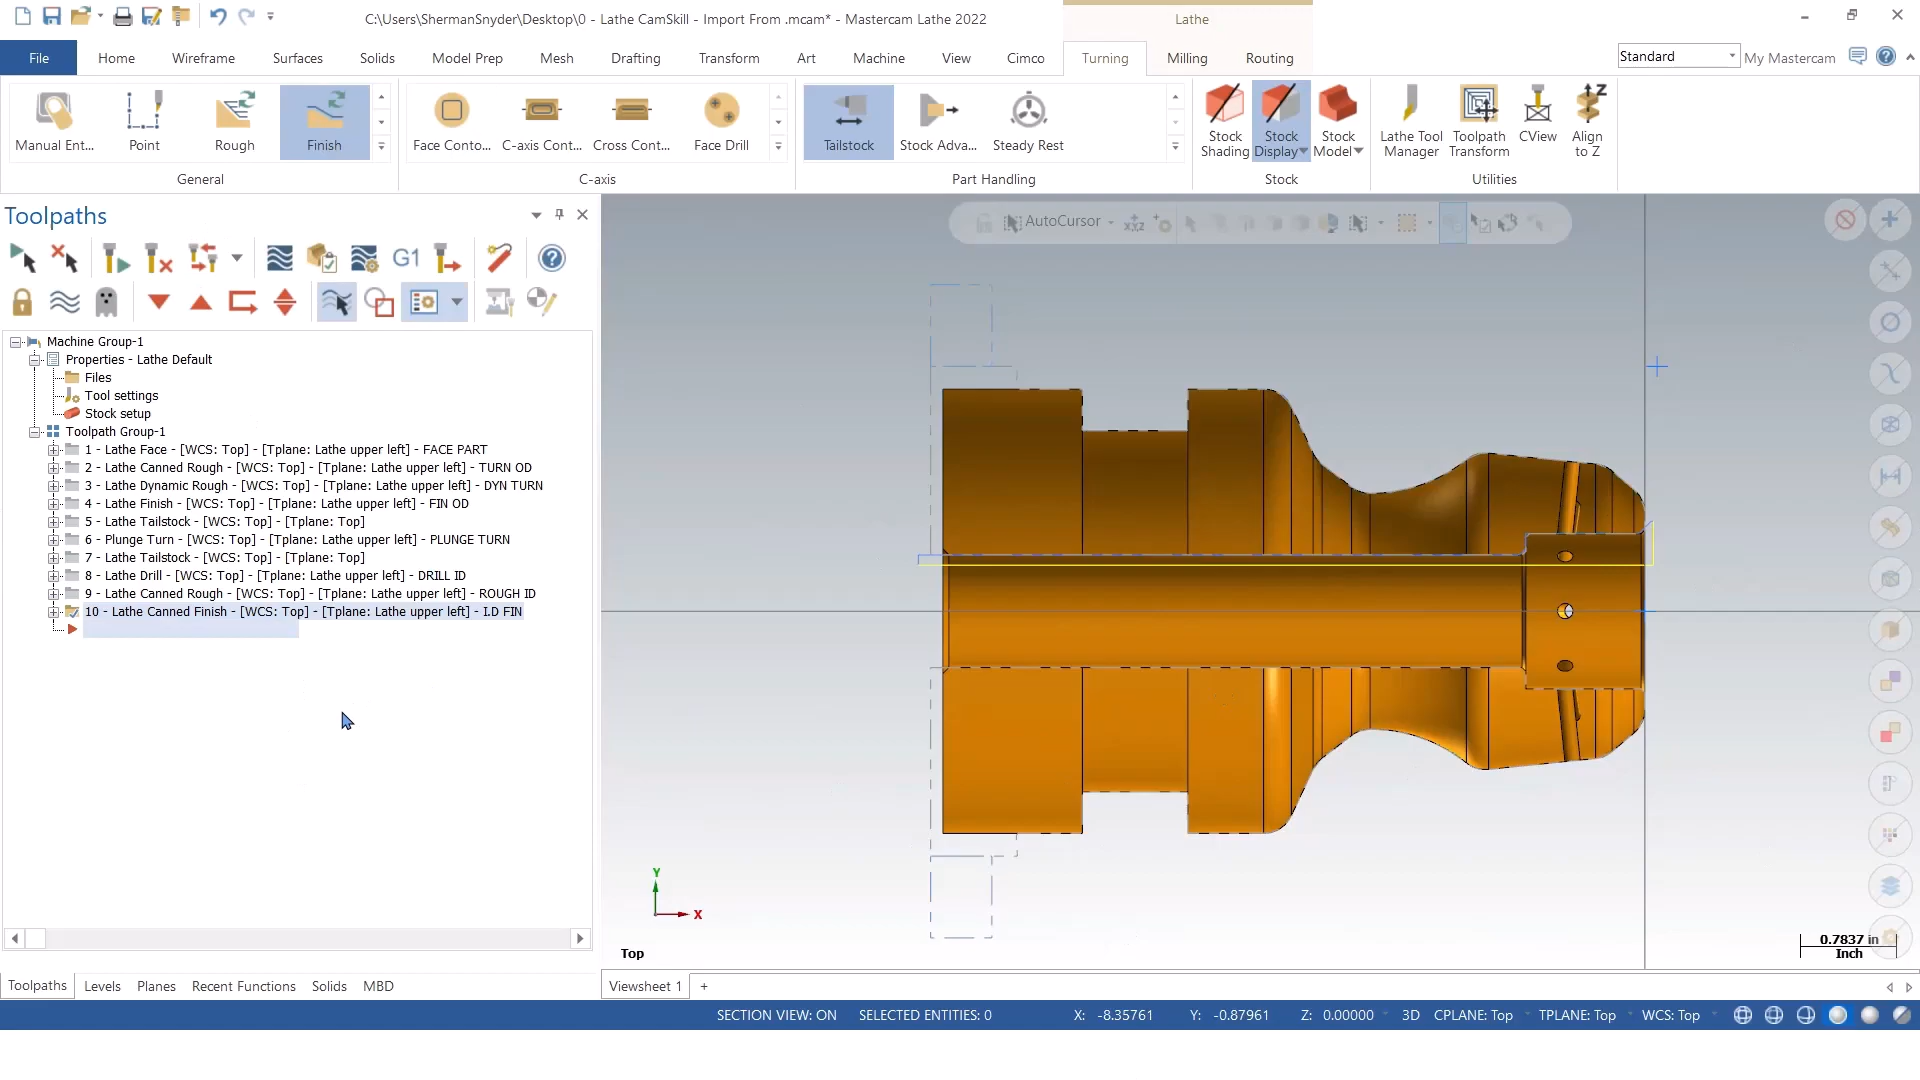 C:\Users\ShermanSnyder\Desktop\0 - Lathe CamSkill - Import From .mcam* - Mastercam Lathe 2022
Lathe
File
Home
Wireframe
Surfaces
Solids
Model Prep
Mesh
Drafting
Transform
Art
Machine
View
Cimco
Turning
Milling
Routing
Standard
My Mastercam
Manual Ent...
Point
Rough
Finish
Face Conto...
C-axis Cont...
Cross Cont...
Face Drill
Tailstock
Stock Adva...
Steady Rest
Stock Shading
Stock Display
Stock Model
Lathe Tool Manager
Toolpath Transform
CView
Align to Z
General
C-axis
Part Handling
Stock
Utilities
Toolpaths
G1
AutoCursor
Machine Group-1
Properties - Lathe Default
Files
Tool settings
Stock setup
Toolpath Group-1
1 - Lathe Face - [WCS: Top] - [Tplane: Lathe upper left] - FACE PART
2 - Lathe Canned Rough - [WCS: Top] - [Tplane: Lathe upper left] - TURN OD
3 - Lathe Dynamic Rough - [WCS: Top] - [Tplane: Lathe upper left] - DYN TURN
4 - Lathe Finish - [WCS: Top] - [Tplane: Lathe upper left] - FIN OD
5 - Lathe Tailstock - [WCS: Top] - [Tplane: Top]
6 - Plunge Turn - [WCS: Top] - [Tplane: Lathe upper left] - PLUNGE TURN
7 - Lathe Tailstock - [WCS: Top] - [Tplane: Top]
8 - Lathe Drill - [WCS: Top] - [Tplane: Lathe upper left] - DRILL ID
9 - Lathe Canned Rough - [WCS: Top] - [Tplane: Lathe upper left] - ROUGH ID
10 - Lathe Canned Finish - [WCS: Top] - [Tplane: Lathe upper left] - I.D FIN
Y
X
Top
0.7837 in
Inch
Toolpaths
Levels
Planes
Recent Functions
Solids
MBD
Viewsheet 1
+
SECTION VIEW: ON
SELECTED ENTITIES: 0
X: -8.35761
Y: -0.87961
Z: 0.00000
3D
CPLANE: Top
TPLANE: Top
WCS: Top